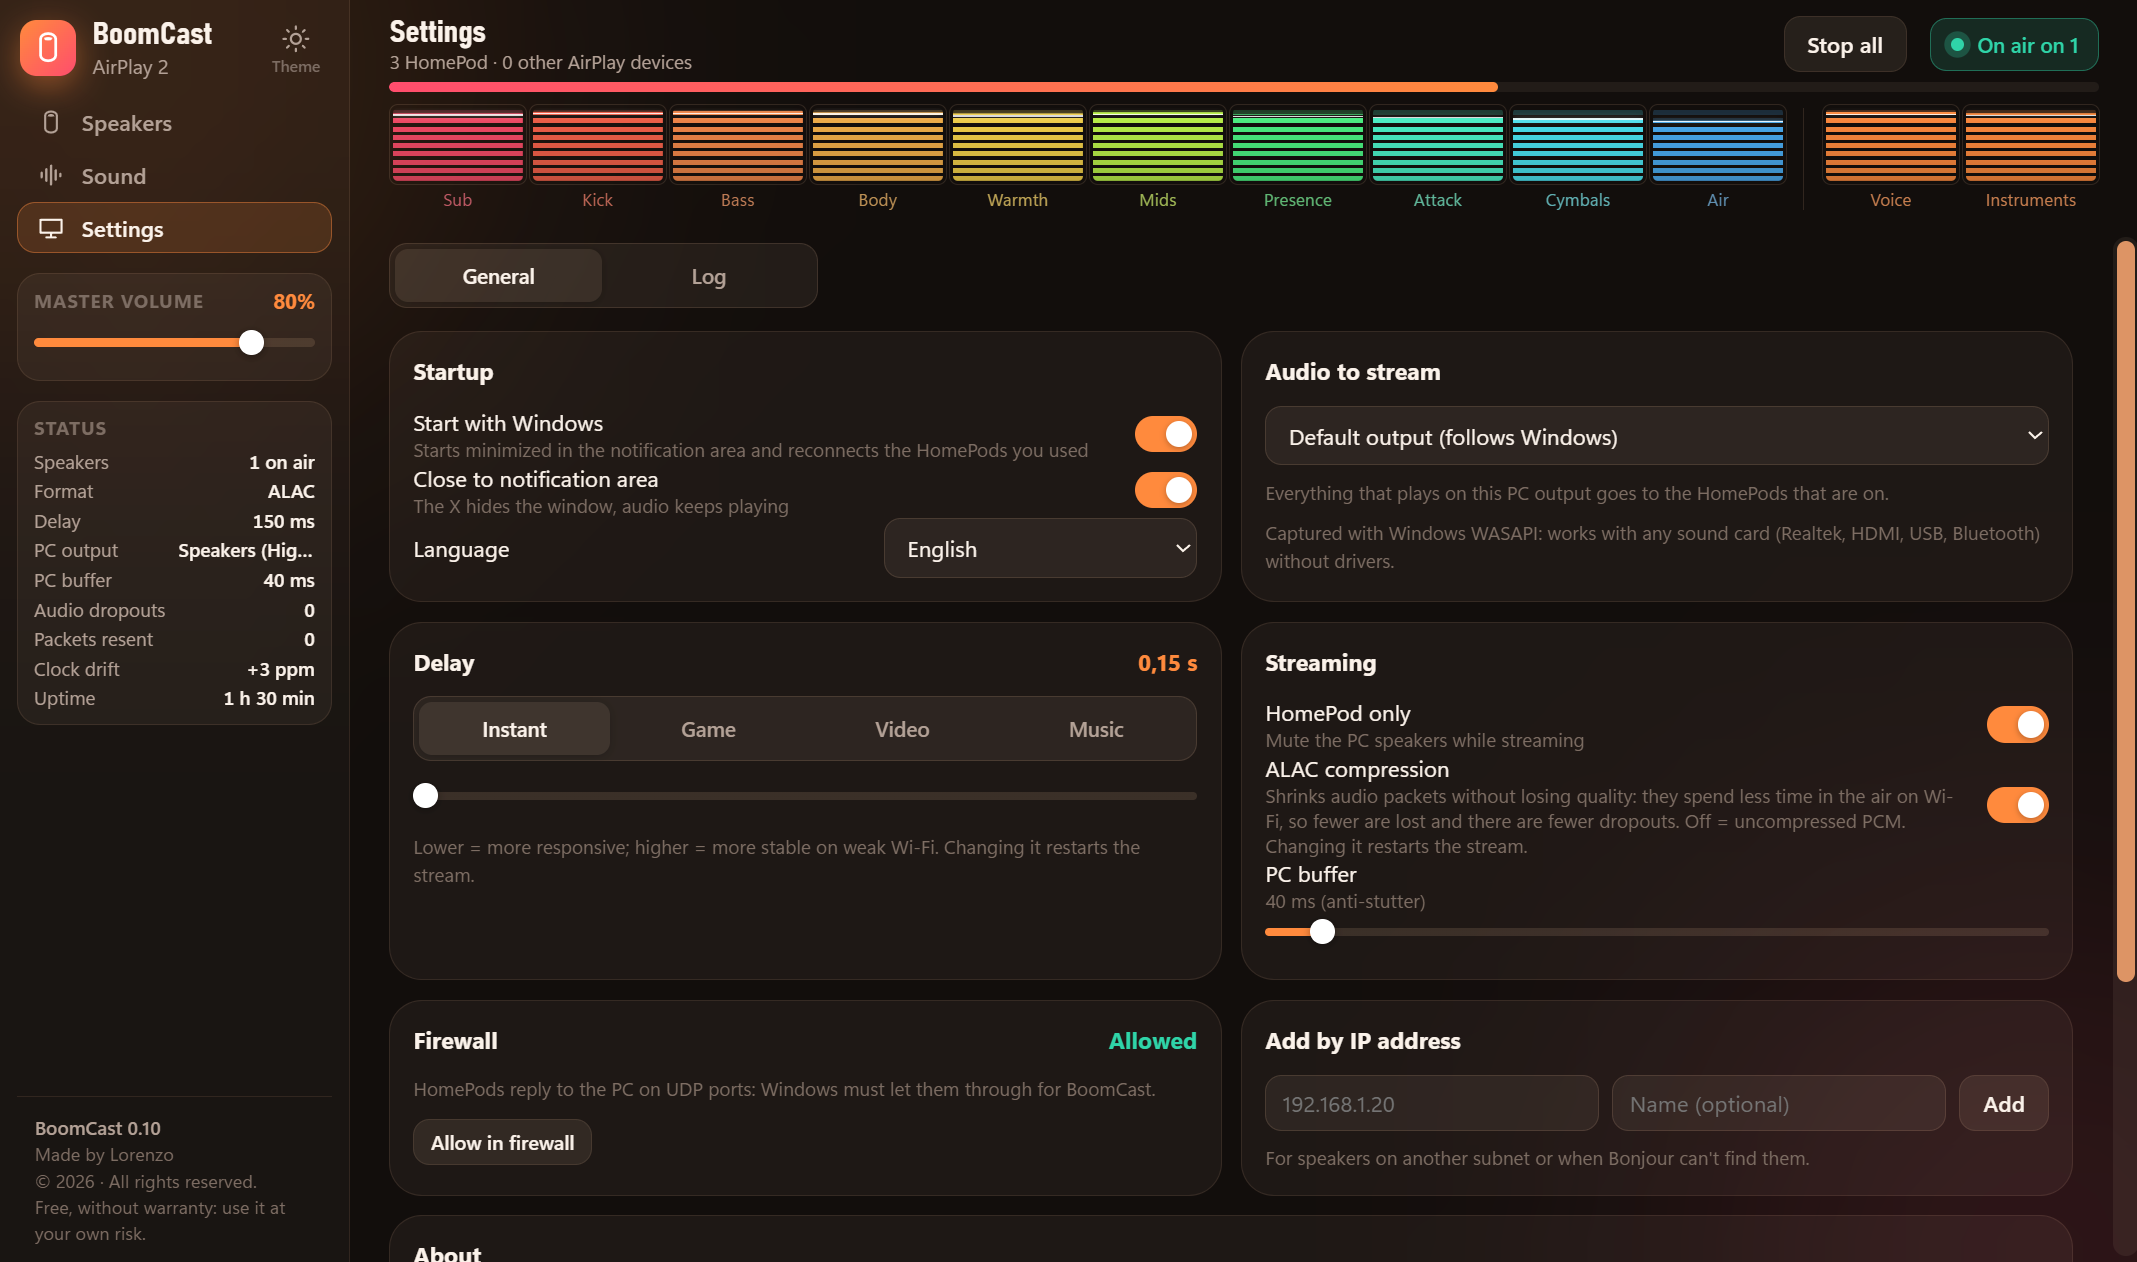 BoomCast
AirPlay 2
Theme
Speakers
Sound
Settings
MASTER VOLUME 80%
STATUS
Speakers 1 on air
Format ALAC
Delay 150 ms
PC output Speakers (Hig...
PC buffer 40 ms
Audio dropouts 0
Packets resent 0
Clock drift +3 ppm
Uptime 1 h 30 min
BoomCast 0.10
Made by Lorenzo
© 2026 · All rights reserved.
Free, without warranty: use it at
your own risk.
Settings
3 HomePod · 0 other AirPlay devices
Stop all
On air on 1
Sub Kick Bass Body Warmth Mids Presence Attack Cymbals Air Voice Instruments
General Log
Startup
Start with Windows
Starts minimized in the notification area and reconnects the HomePods you used
Close to notification area
The X hides the window, audio keeps playing
Language English
Audio to stream
Default output (follows Windows)
Everything that plays on this PC output goes to the HomePods that are on.
Captured with Windows WASAPI: works with any sound card (Realtek, HDMI, USB, Bluetooth)
without drivers.
Delay 0,15 s
Instant Game Video Music
Lower = more responsive; higher = more stable on weak Wi-Fi. Changing it restarts the
stream.
Streaming
HomePod only
Mute the PC speakers while streaming
ALAC compression
Shrinks audio packets without losing quality: they spend less time in the air on Wi-
Fi, so fewer are lost and there are fewer dropouts. Off = uncompressed PCM.
Changing it restarts the stream.
PC buffer
40 ms (anti-stutter)
Firewall Allowed
HomePods reply to the PC on UDP ports: Windows must let them through for BoomCast.
Allow in firewall
Add by IP address
192.168.1.20 Name (optional) Add
For speakers on another subnet or when Bonjour can't find them.
About